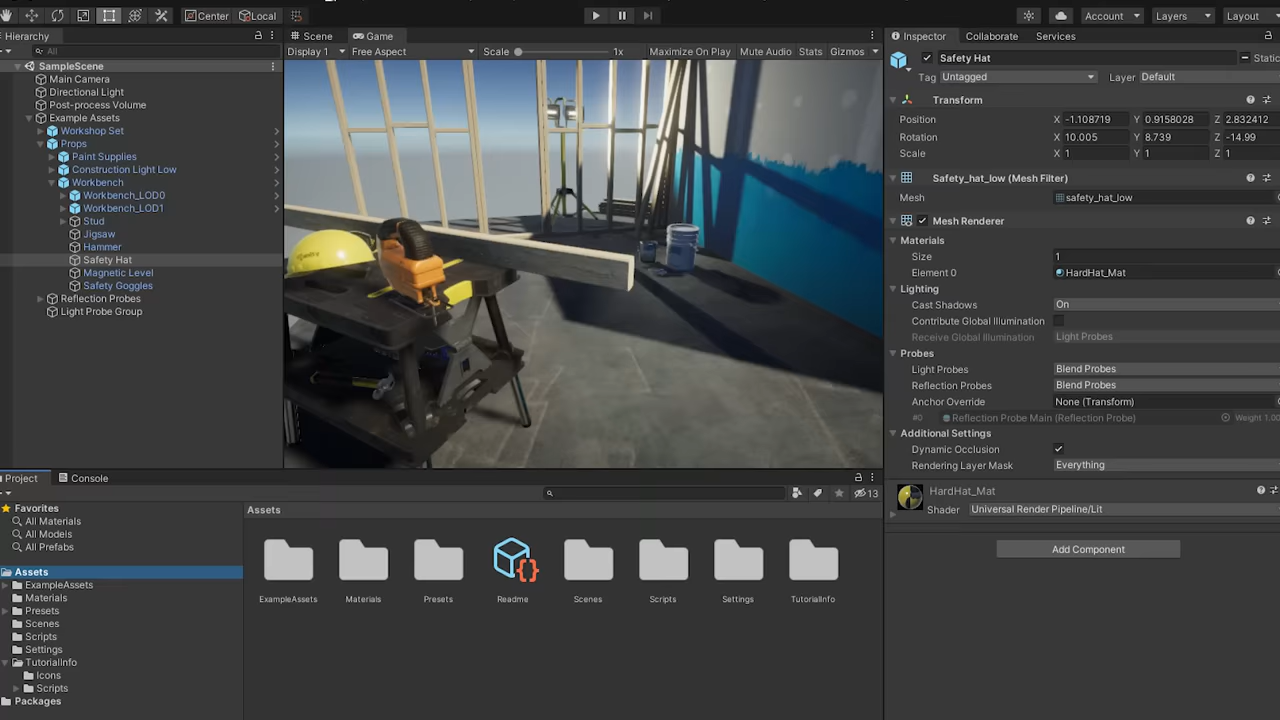 Center Local Account Layers Layout
Hierarchy
All
SampleScene
Main Camera
Directional Light
Post-process Volume
Example Assets
Workshop Set
Props
Paint Supplies
Construction Light Low
Workbench
Workbench_LOD0
Workbench_LOD1
Stud
Jigsaw
Hammer
Safety Hat
Magnetic Level
Safety Goggles
Reflection Probes
Light Probe Group
Scene Game
Display 1 Free Aspect Scale 1x Maximize On Play Mute Audio Stats Gizmos
Inspector Collaborate Services
Safety Hat Static
Tag Untagged Layer Default
Transform
Position X -1.108719 Y 0.9158028 Z 2.832412
Rotation X 10.005 Y 8.739 Z -14.99
Scale X 1 Y 1 Z 1
Safety_hat_low (Mesh Filter)
Mesh safety_hat_low
Mesh Renderer
Materials
Size 1
Element 0 HardHat_Mat
Lighting
Cast Shadows On
Contribute Global Illumination
Receive Global Illumination Light Probes
Probes
Light Probes Blend Probes
Reflection Probes Blend Probes
Anchor Override None (Transform)
#0 Reflection Probe Main (Reflection Probe) Weight 1.00
Additional Settings
Dynamic Occlusion
Rendering Layer Mask Everything
HardHat_Mat
Shader Universal Render Pipeline/Lit
Add Component
Project Console
13
Favorites
All Materials
All Models
All Prefabs
Assets
ExampleAssets
Materials
Presets
Scenes
Scripts
Settings
TutorialInfo
Icons
Scripts
Packages
Assets
ExampleAssets Materials Presets Readme Scenes Scripts Settings TutorialInfo